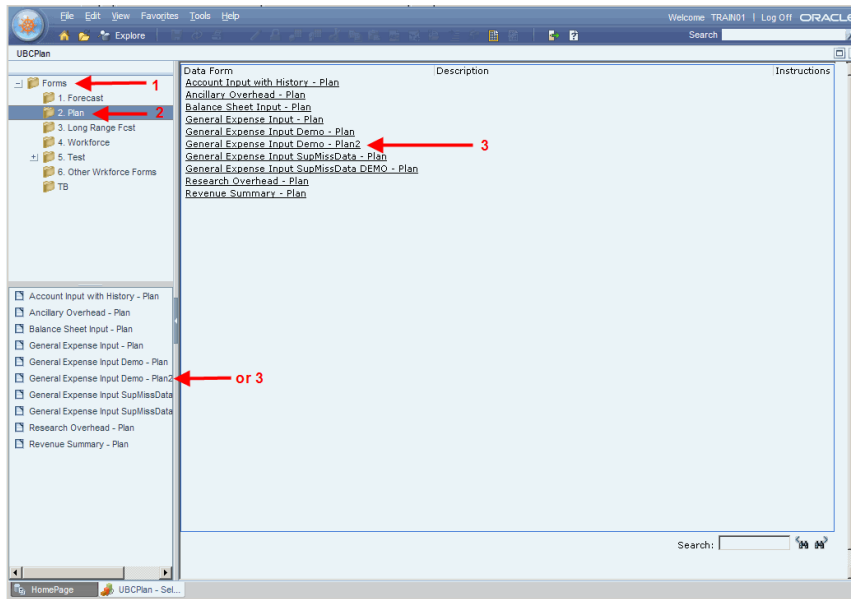 File Edit View Favorites Tools Help
Welcome TRAIN01 | Log Off ORACLE
Explore
Search
UBCPlan
Forms
1
1. Forecast
2. Plan
2
3. Long Range Fcst
4. Workforce
5. Test
6. Other Wrkforce Forms
TB
Data Form Description Instructions
Account Input with History - Plan
Ancillary Overhead - Plan
Balance Sheet Input - Plan
General Expense Input - Plan
General Expense Input Demo - Plan
General Expense Input Demo - Plan2
3
General Expense Input SupMissData - Plan
General Expense Input SupMissData DEMO - Plan
Research Overhead - Plan
Revenue Summary - Plan
Account Input with History - Plan
Ancillary Overhead - Plan
Balance Sheet Input - Plan
General Expense Input - Plan
General Expense Input Demo - Plan
General Expense Input Demo - Plan2
or 3
General Expense Input SupMissData
General Expense Input SupMissData
Research Overhead - Plan
Revenue Summary - Plan
Search:
HomePage
UBCPlan - Sel...